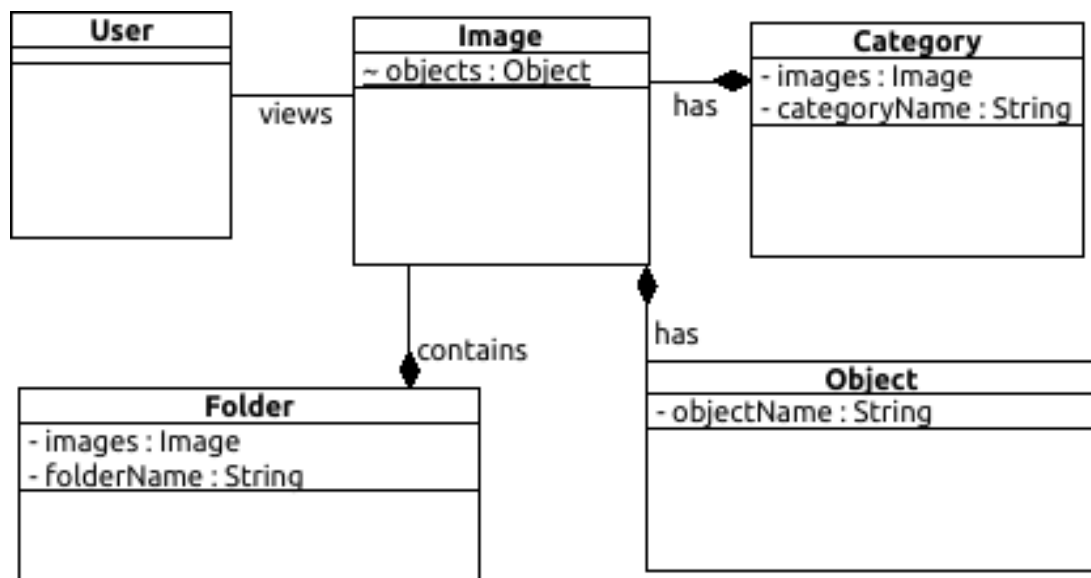 User
views
Image
~ objects : Object
has
Category
- images : Image
- categoryName : String
contains
Folder
- images : Image
- folderName : String
has
Object
- objectName : String